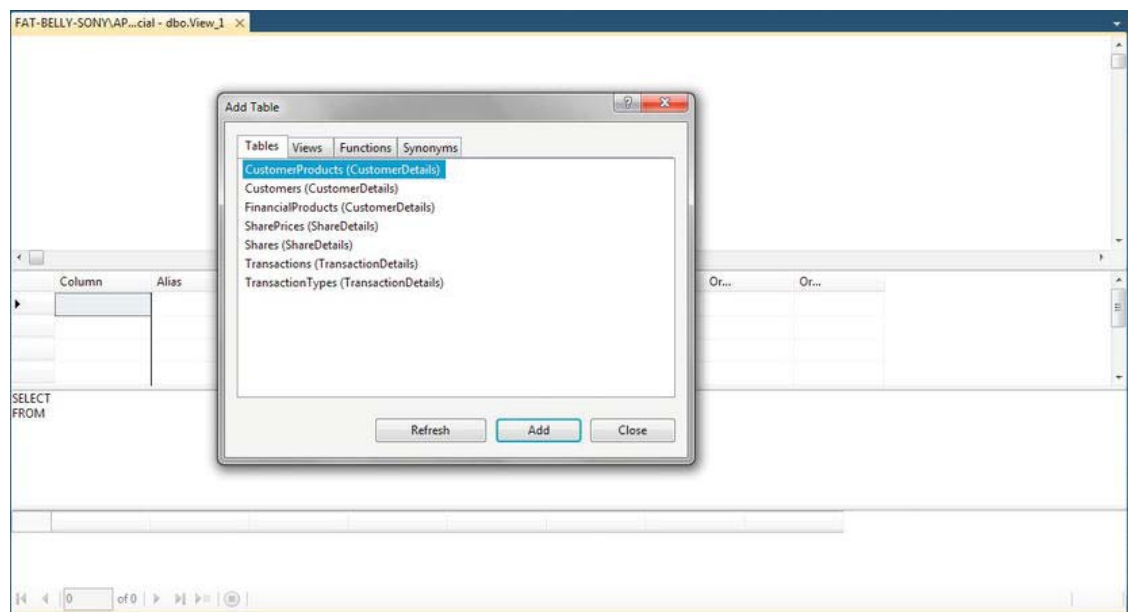 FAT-BELLY-SONY\AP...cial - dbo.View_1
Add Table
Tables Views Functions Synonyms
CustomerProducts (CustomerDetails)
Customers (CustomerDetails)
FinancialProducts (CustomerDetails)
SharePrices (ShareDetails)
Shares (ShareDetails)
Transactions (TransactionDetails)
TransactionTypes (TransactionDetails)
Refresh Add Close
Column Alias Or... Or...
SELECT
FROM
0 of 0